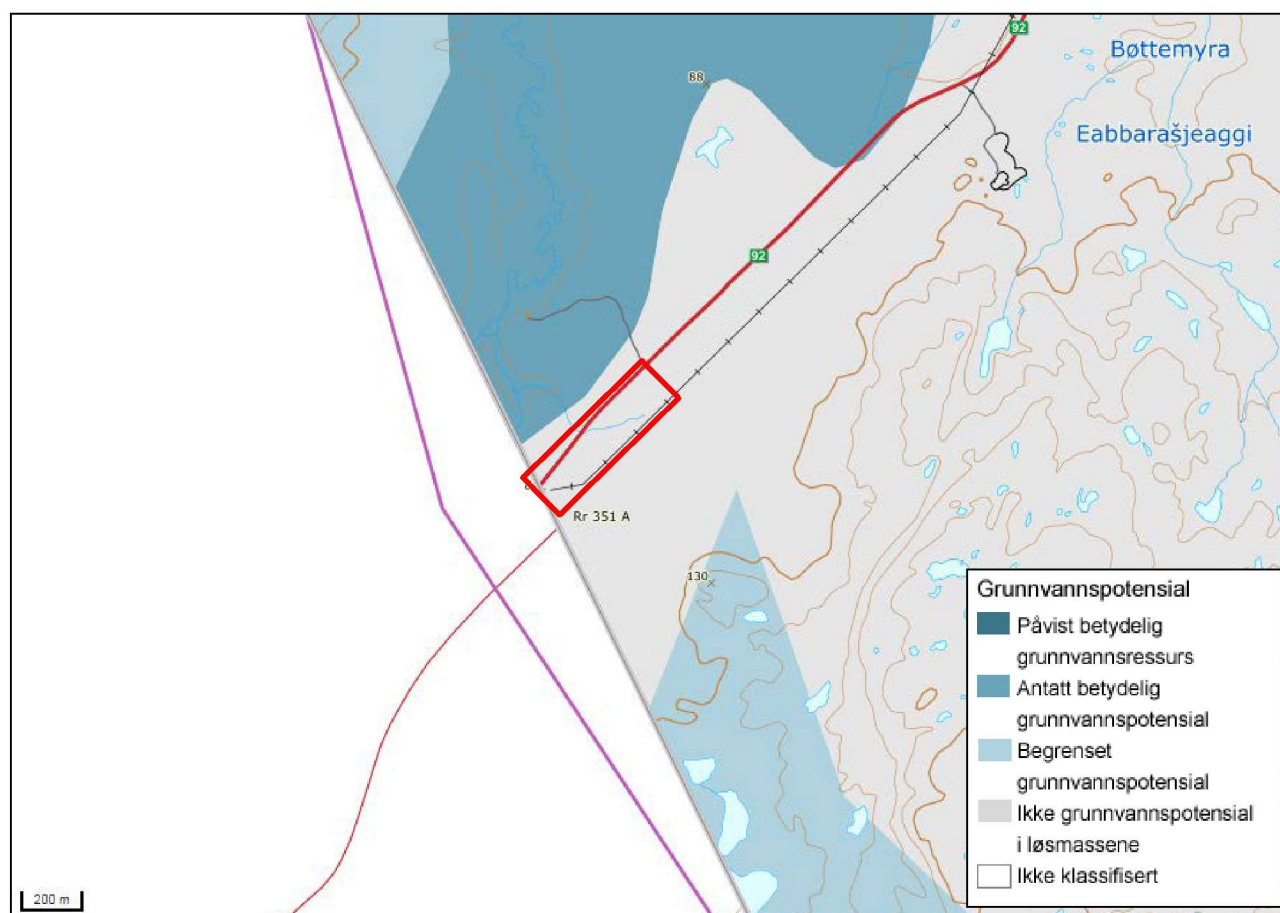 92
Bøttemyra
88
Eabbarašjeaggi
92
Rr 351 A
130
Grunnvannspotensial
Påvist betydelig
grunnvannsressurs
Antatt betydelig
grunnvannspotensial
Begrenset
grunnvannspotensial
Ikke grunnvannspotensial
i løsmassene
Ikke klassifisert
200 m